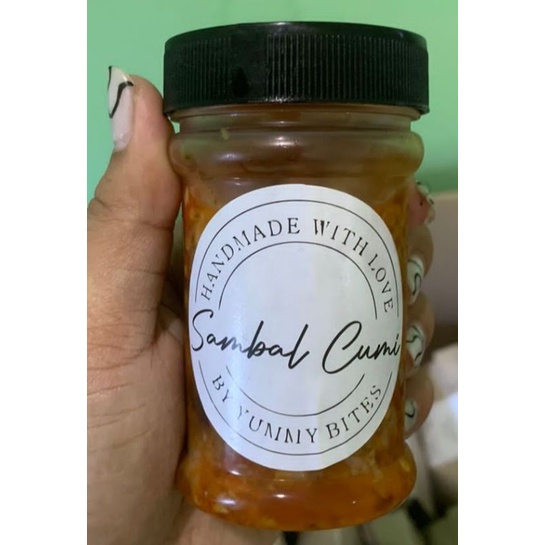 HANDMADE WITH LOVE
Sambal Cumi
BY YUMMY BITES